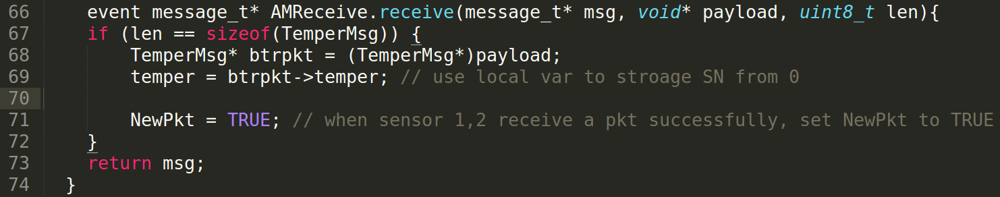 66 event message_t* AMReceive.receive(message_t* msg, void* payload, uint8_t len){
67 if (len == sizeof(TemperMsg)) {
68 TemperMsg* btrpkt = (TemperMsg*)payload;
69 temper = btrpkt->temper; // use local var to stroage SN from 0
70
71 NewPkt = TRUE; // when sensor 1,2 receive a pkt successfully, set NewPkt to TRUE
72 }
73 return msg;
74 }